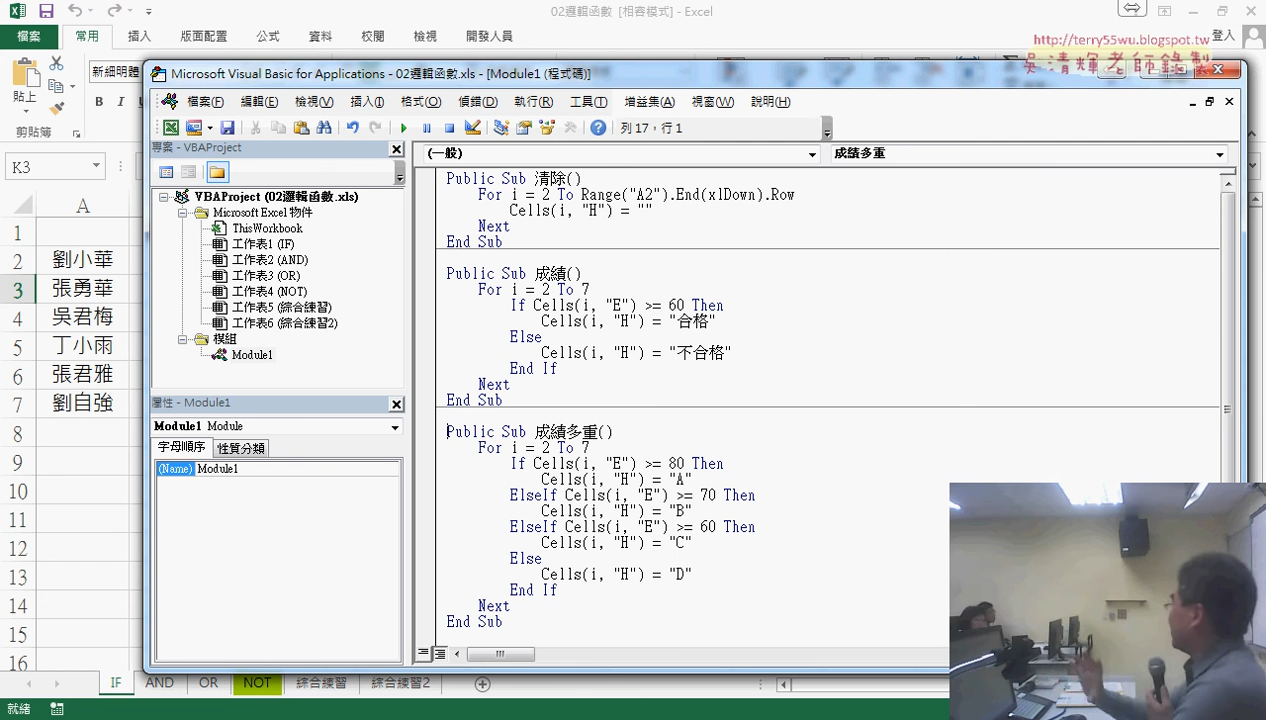 02邏輯函數 [相容模式] - Excel
檔案 常用 插入 版面配置 公式 資料 校閱 檢視 開發人員 登入
http://terry55wu.blogspot.tw
吳清輝老師錄製
貼上 剪貼簿 新細明體 B I
K3
A
1
2 劉小華
3 張勇華
4 吳君梅
5 丁小雨
6 張君雅
7 劉自強
8
9
10
11
12
13
14
15
16
IF AND OR NOT 綜合練習 綜合練習2
就緒
Microsoft Visual Basic for Applications - 02邏輯函數.xls - [Module1 (程式碼)]
檔案(F) 編輯(E) 檢視(V) 插入(I) 格式(O) 偵錯(D) 執行(R) 工具(T) 增益集(A) 視窗(W) 說明(H)
列 17，行 1
專案 - VBAProject
VBAProject (02邏輯函數.xls)
Microsoft Excel 物件
ThisWorkbook
工作表1 (IF)
工作表2 (AND)
工作表3 (OR)
工作表4 (NOT)
工作表5 (綜合練習)
工作表6 (綜合練習2)
模組
Module1
屬性 - Module1
Module1 Module
字母順序 性質分類
(Name) Module1
(一般) 成績多重
Public Sub 清除()
For i = 2 To Range("A2").End(xlDown).Row
Cells(i, "H") = ""
Next
End Sub
Public Sub 成績()
For i = 2 To 7
If Cells(i, "E") >= 60 Then
Cells(i, "H") = "合格"
Else
Cells(i, "H") = "不合格"
End If
Next
End Sub
Public Sub 成績多重()
For i = 2 To 7
If Cells(i, "E") >= 80 Then
Cells(i, "H") = "A"
ElseIf Cells(i, "E") >= 70 Then
Cells(i, "H") = "B"
ElseIf Cells(i, "E") >= 60 Then
Cells(i, "H") = "C"
Else
Cells(i, "H") = "D"
End If
Next
End Sub